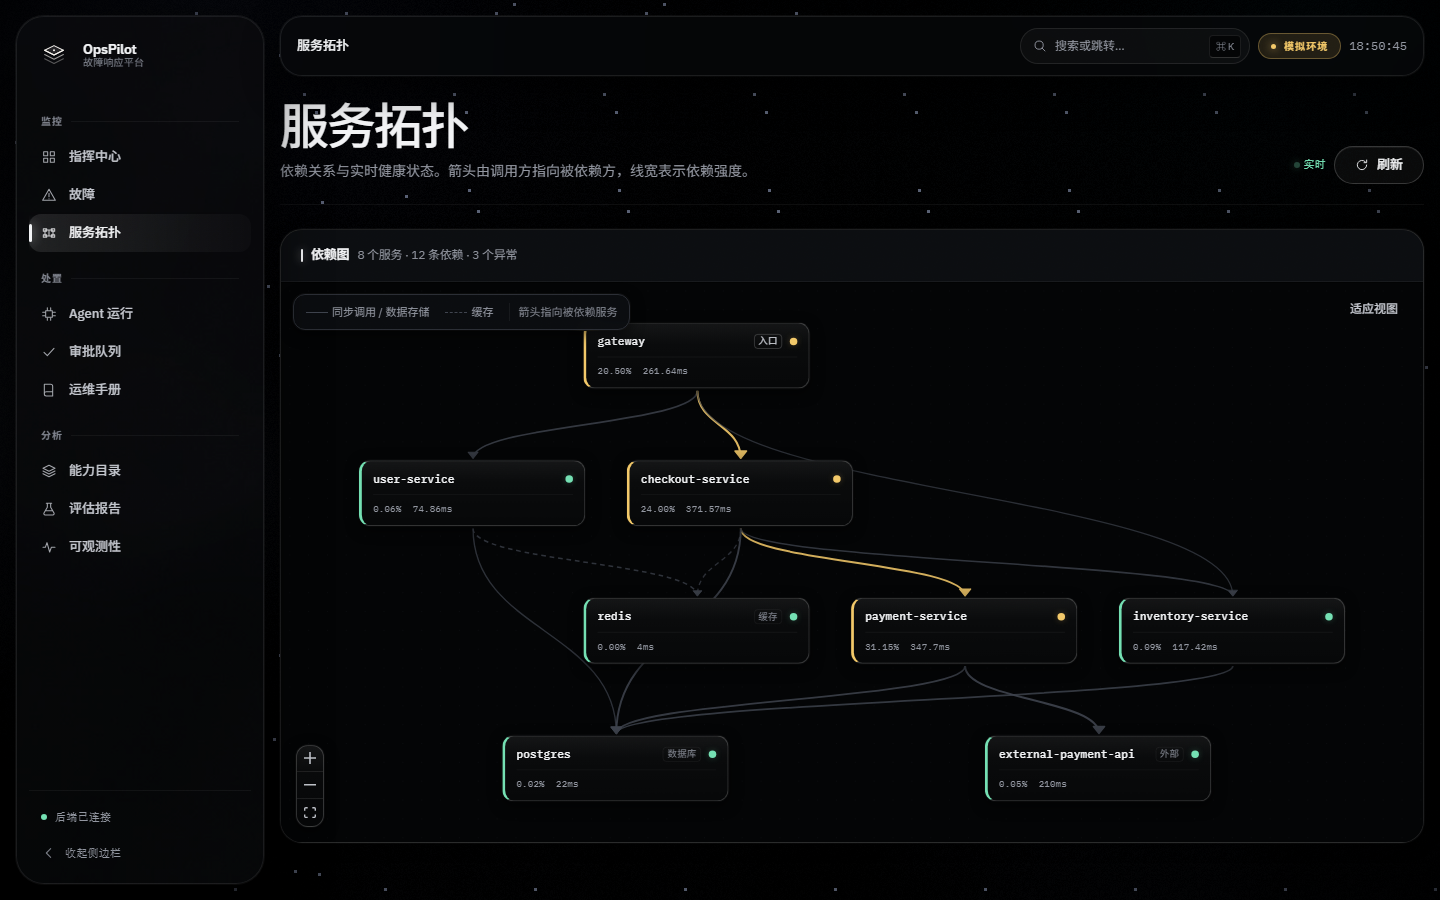 OpsPilot
故障响应平台
监控
指挥中心
故障
服务拓扑
处置
Agent 运行
审批队列
运维手册
分析
能力目录
评估报告
可观测性
后端已连接
收起侧边栏
服务拓扑
搜索或跳转...
⌘K
模拟环境
18:50:45
服务拓扑
依赖关系与实时健康状态。箭头由调用方指向被依赖方，线宽表示依赖强度。
实时
刷新
依赖图 8 个服务 · 12 条依赖 · 3 个异常
同步调用 / 数据存储 缓存 箭头指向被依赖服务
适应视图
gateway 入口
20.50% 261.64ms
user-service
0.06% 74.86ms
checkout-service
24.00% 371.57ms
redis 缓存
0.00% 4ms
payment-service
31.15% 347.7ms
inventory-service
0.09% 117.42ms
postgres 数据库
0.02% 22ms
external-payment-api 外部
0.05% 210ms